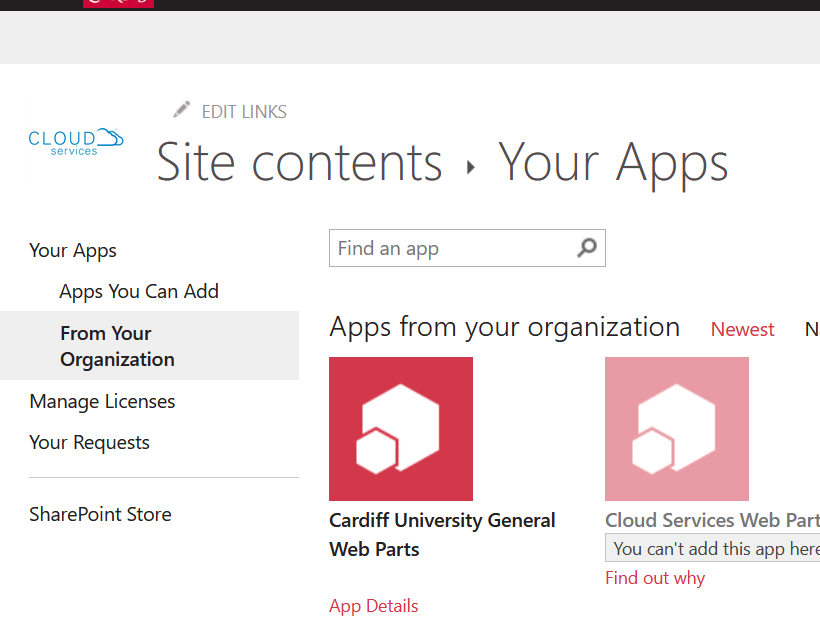 EDIT LINKS
CLOUD
services
Site contents ▸ Your Apps
Your Apps
Apps You Can Add
From Your
Organization
Manage Licenses
Your Requests
SharePoint Store
Find an app
Apps from your organization Newest N
Cardiff University General
Web Parts
App Details
Cloud Services Web Part
You can't add this app here
Find out why